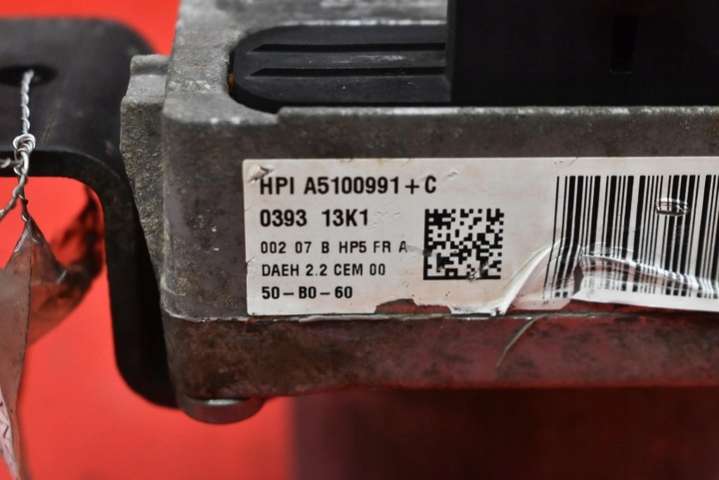 HPI A5100991+C
0393 13K1
002 07 B HP5 FR A
DAEH 2.2 CEM 00
50-B0-60